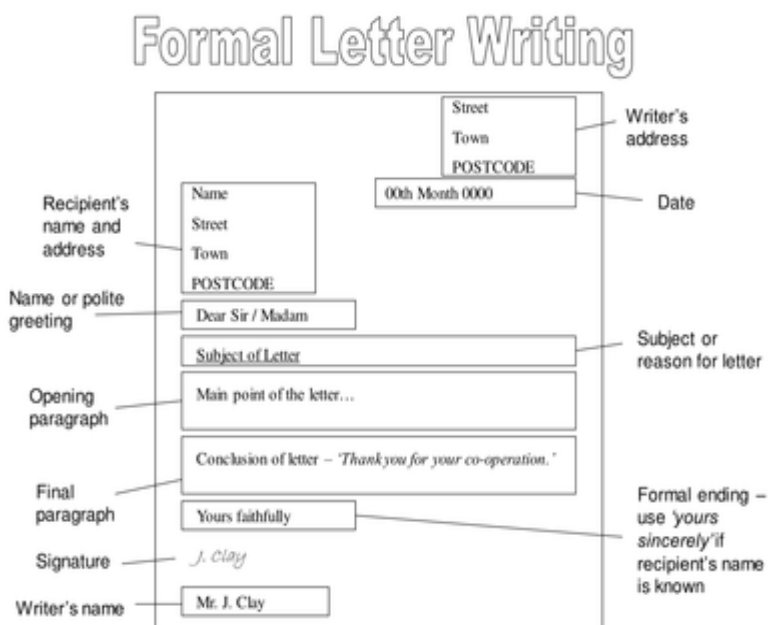 Formal Letter Writing
Street
Town
POSTCODE
Writer's
address
00th Month 0000
Date
Recipient's
name and
address
Name
Street
Town
POSTCODE
Name or polite
greeting
Dear Sir / Madam
Subject of Letter
Subject or
reason for letter
Opening
paragraph
Main point of the letter…
Final
paragraph
Conclusion of letter – 'Thank you for your co-operation.'
Yours faithfully
Formal ending –
use 'yours
sincerely' if
recipient's name
is known
Signature
J. Clay
Writer's name
Mr. J. Clay